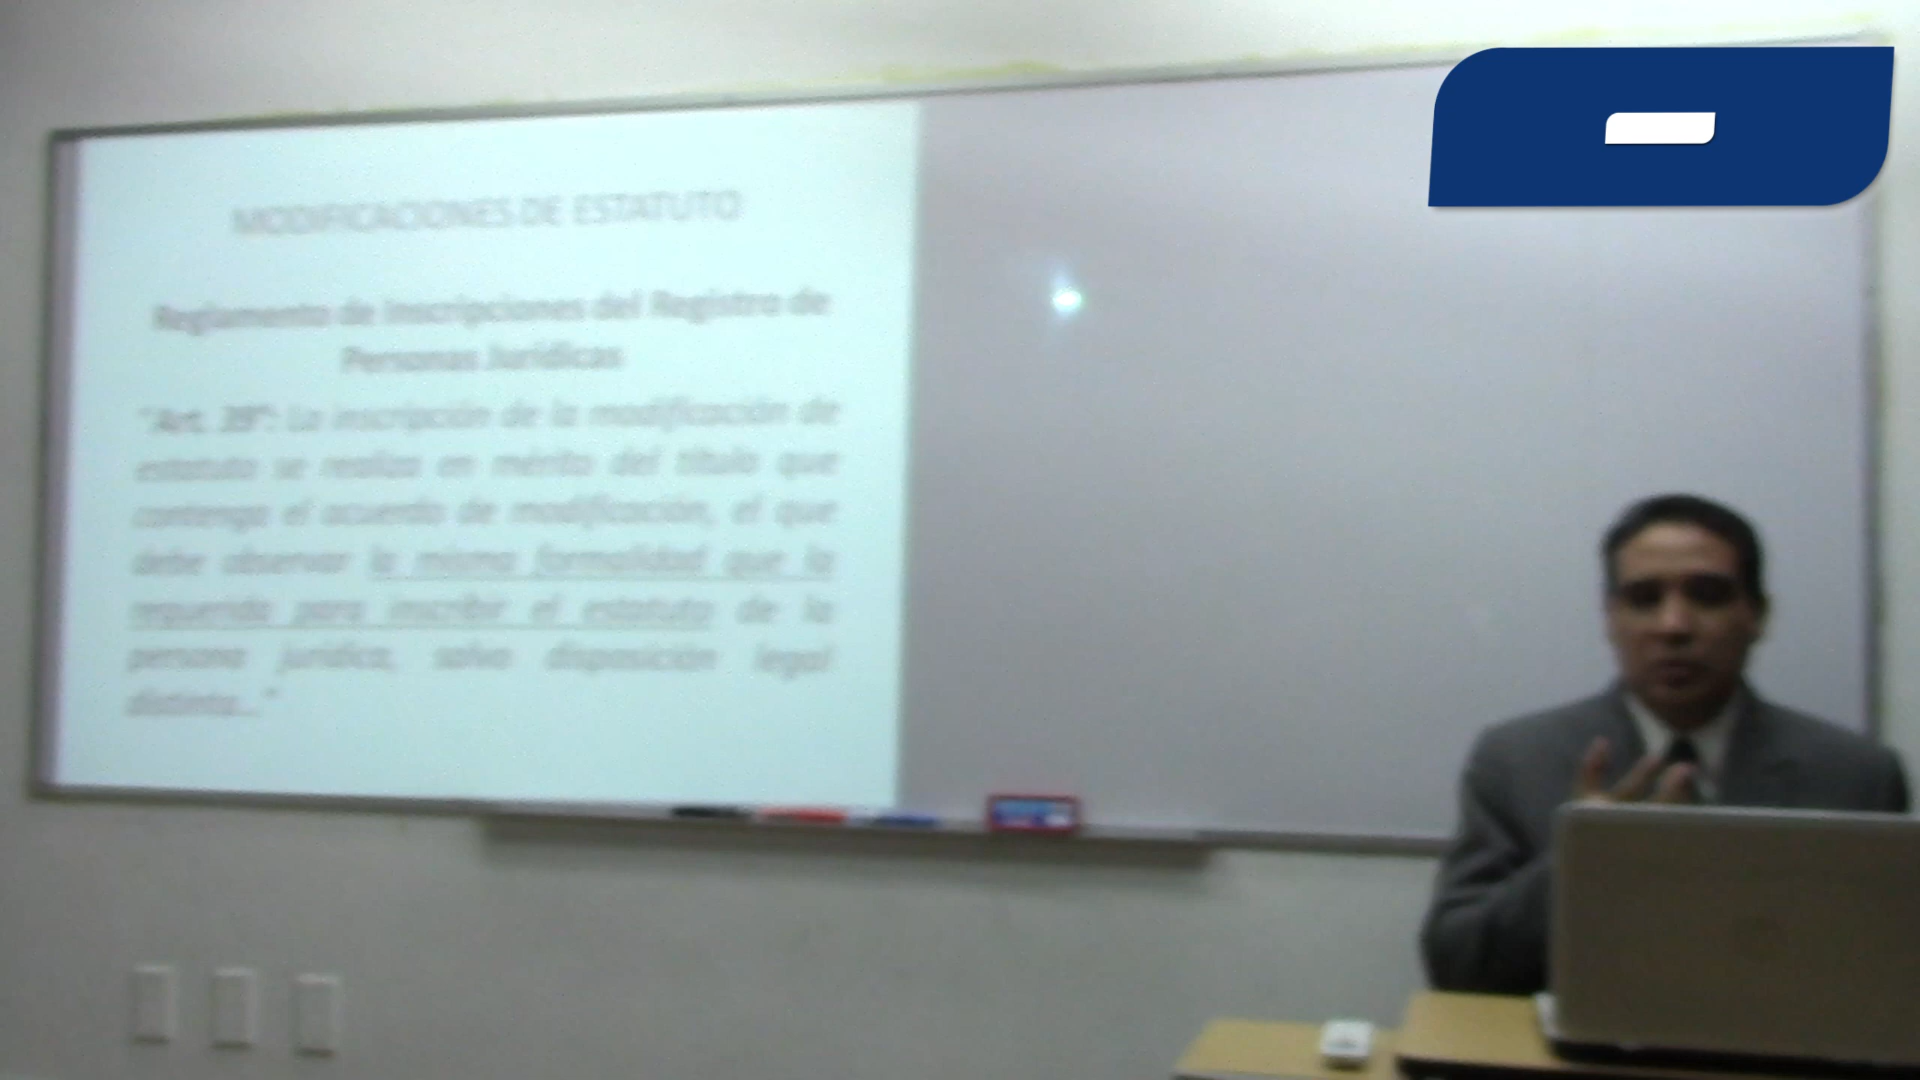 MODIFICACIONES DE ESTATUTO
Reglamento de Inscripciones del Registro de
Personas Jurídicas
"Art. 39º: La inscripción de la modificación de
estatuto se realiza en mérito del título que
contenga el acuerdo de modificación, el que
debe observar la misma formalidad que la
requerida para inscribir el estatuto de la
persona jurídica, salvo disposición legal
distinta..."